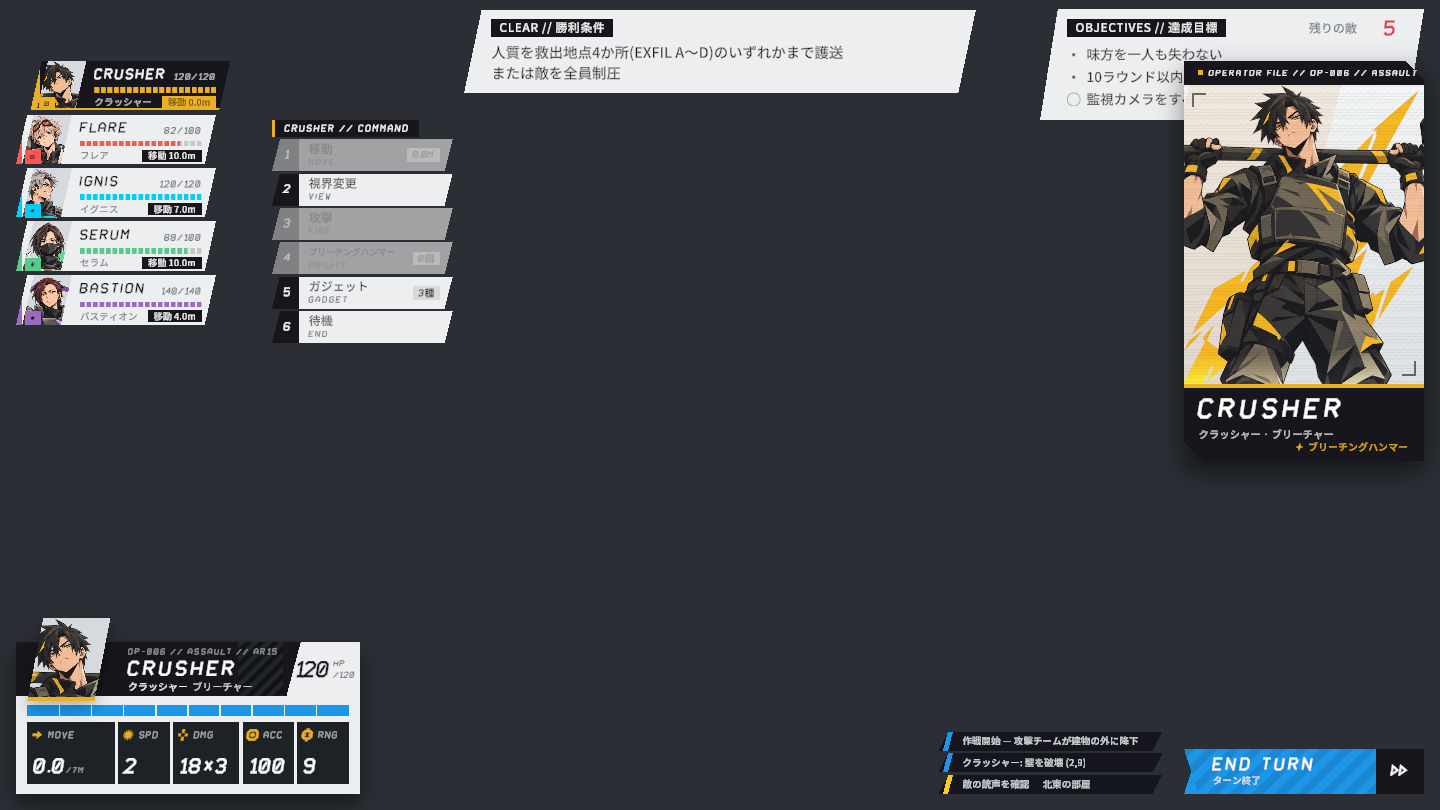 CLEAR // 勝利条件
人質を救出地点4か所(EXFIL A〜D)のいずれかまで護送
または敵を全員制圧
OBJECTIVES // 達成目標
残りの敵 5
・ 味方を一人も失わない
・ 10ラウンド以内
〇 監視カメラをす
CRUSHER 120/120
クラッシャー 移動 0.0m
FLARE 82/100
フレア 移動 10.0m
IGNIS 120/120
イグニス 移動 7.0m
SERUM 88/100
セラム 移動 10.0m
BASTION 140/140
バスティオン 移動 4.0m
CRUSHER // COMMAND
1 移動 0.0M
MOVE
2 視界変更
VIEW
3 攻撃
FIRE
4 ブリーチングハンマー 0回
ABILITY
5 ガジェット 3種
GADGET
6 待機
END
OPERATOR FILE // OP-006 // ASSAULT
CRUSHER
クラッシャー・ブリーチャー
ブリーチングハンマー
OP-006 // ASSAULT // AR15
CRUSHER
クラッシャー ブリーチャー
120 HP /120
MOVE SPD DMG ACC RNG
0.0/7M 2 18×3 100 9
作戦開始 — 攻撃チームが建物の外に降下
クラッシャー: 壁を破壊 (2,9)
敵の銃声を確認 北東の部屋
END TURN
ターン終了